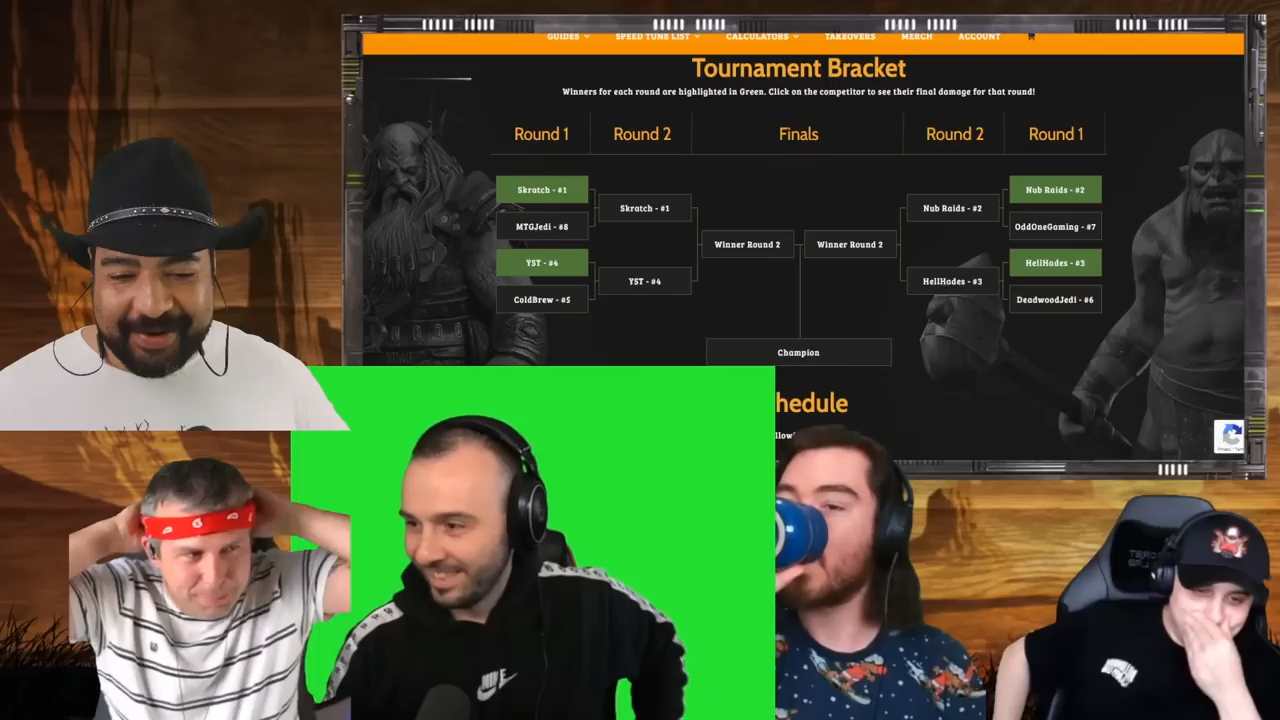 GUIDES SPEED TUNE LIST CALCULATORS TAKEOVERS MERCH ACCOUNT
Tournament Bracket
Winners for each round are highlighted in Green. Click on the competitor to see their final damage for that round!
Round 1 Round 2 Finals Round 2 Round 1
Skratch - #1 Nub Raids - #2
Skratch - #1 Nub Raids - #2
MTGJedi - #8 OddOneGaming - #7
Winner Round 2 Winner Round 2
YST - #4 HellHades - #3
YST - #4 HellHades - #3
ColdBrew - #5 DeadwoodJedi - #6
Champion
hedule
llow